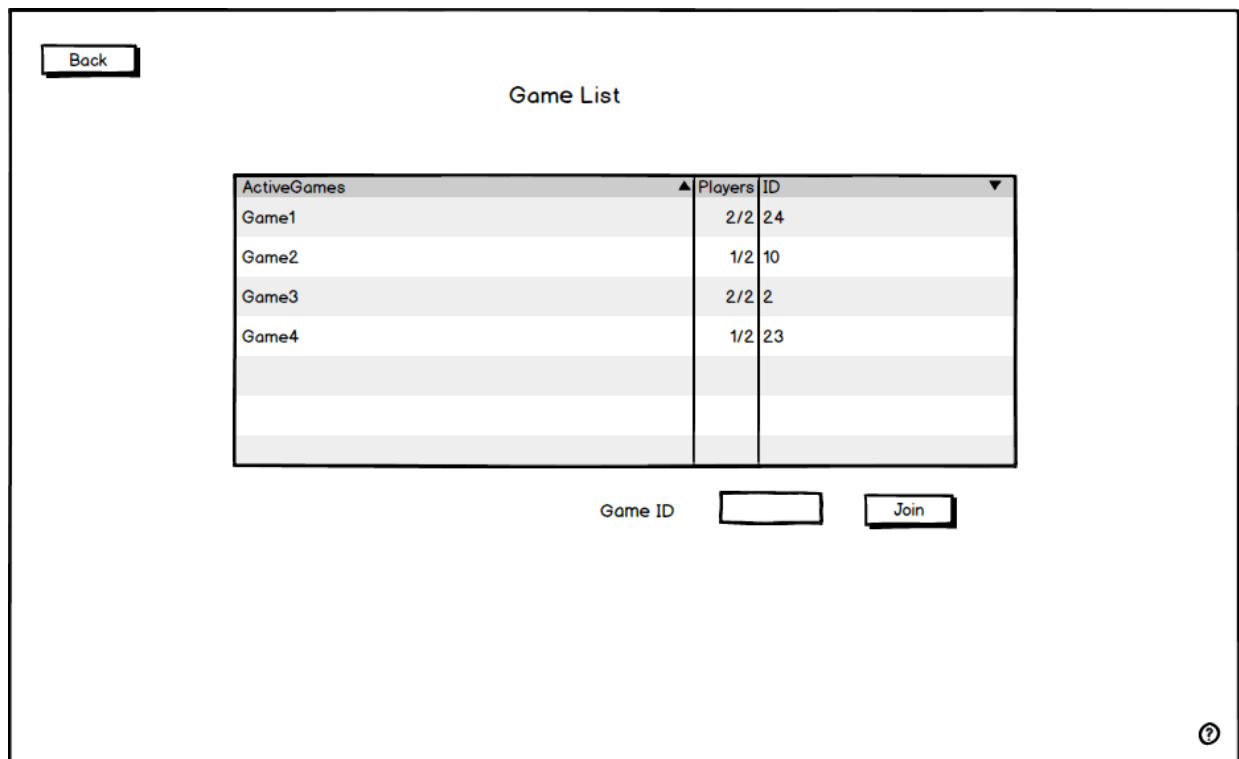 Back
Game List
ActiveGames ▲ Players ID ▼
Game1 2/2 24
Game2 1/2 10
Game3 2/2 2
Game4 1/2 23
Game ID Join
?